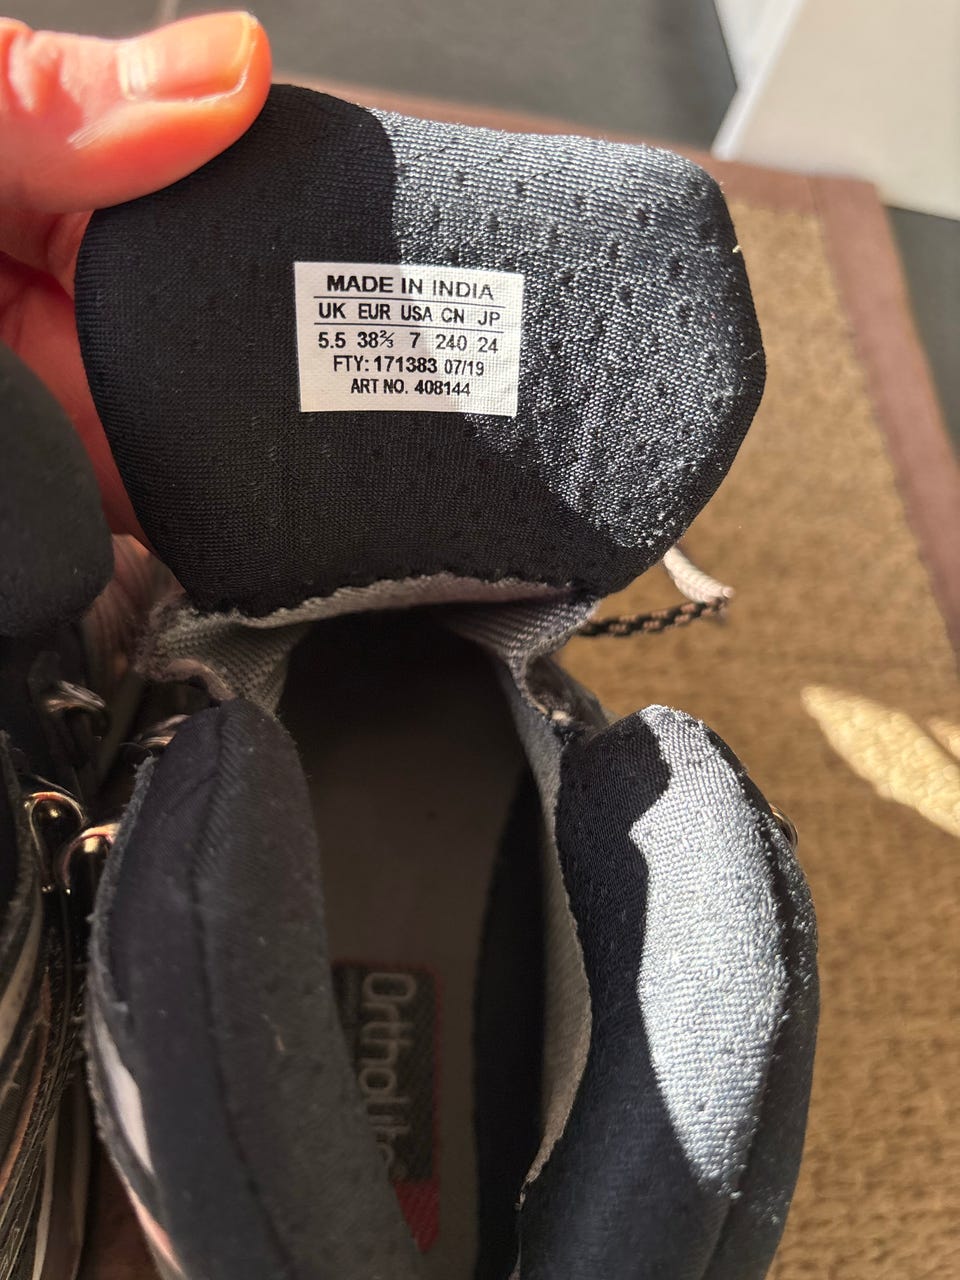 MADE IN INDIA
UK EUR USA CN JP
5.5 38⅔ 7 240 24
FTY: 171383 07/19
ART NO. 408144
OrthoLite